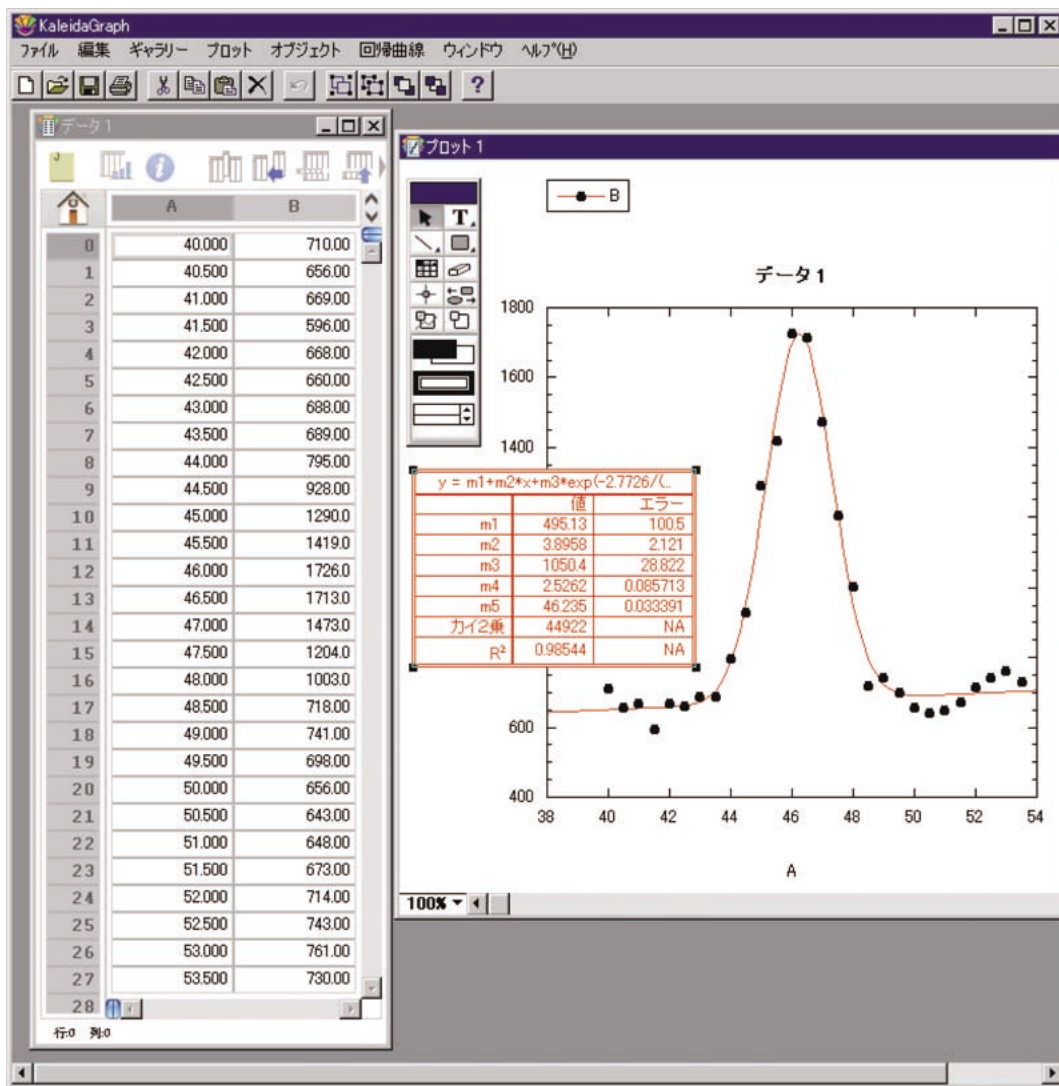 KaleidaGraph
ファイル 編集 ギャラリー プロット オブジェクト 回帰曲線 ウィンドウ ヘルプ(H)
?
データ1
A B
0 40.000 710.00
1 40.500 656.00
2 41.000 669.00
3 41.500 596.00
4 42.000 668.00
5 42.500 660.00
6 43.000 688.00
7 43.500 689.00
8 44.000 795.00
9 44.500 928.00
10 45.000 1290.0
11 45.500 1419.0
12 46.000 1726.0
13 46.500 1713.0
14 47.000 1473.0
15 47.500 1204.0
16 48.000 1003.0
17 48.500 718.00
18 49.000 741.00
19 49.500 698.00
20 50.000 656.00
21 50.500 643.00
22 51.000 648.00
23 51.500 673.00
24 52.000 714.00
25 52.500 743.00
26 53.000 761.00
27 53.500 730.00
28
行:0 列:0
プロット1
T
B
データ1
1800
1600
1400
600
400
38 40 42 44 46 48 50 52 54
A
y = m1+m2*x+m3*exp(-2.7726/(..
値 エラー
m1 495.13 100.5
m2 3.8958 2.121
m3 1050.4 28.822
m4 2.5262 0.085713
m5 46.235 0.033391
カイ2乗 44922 NA
R² 0.98544 NA
100%